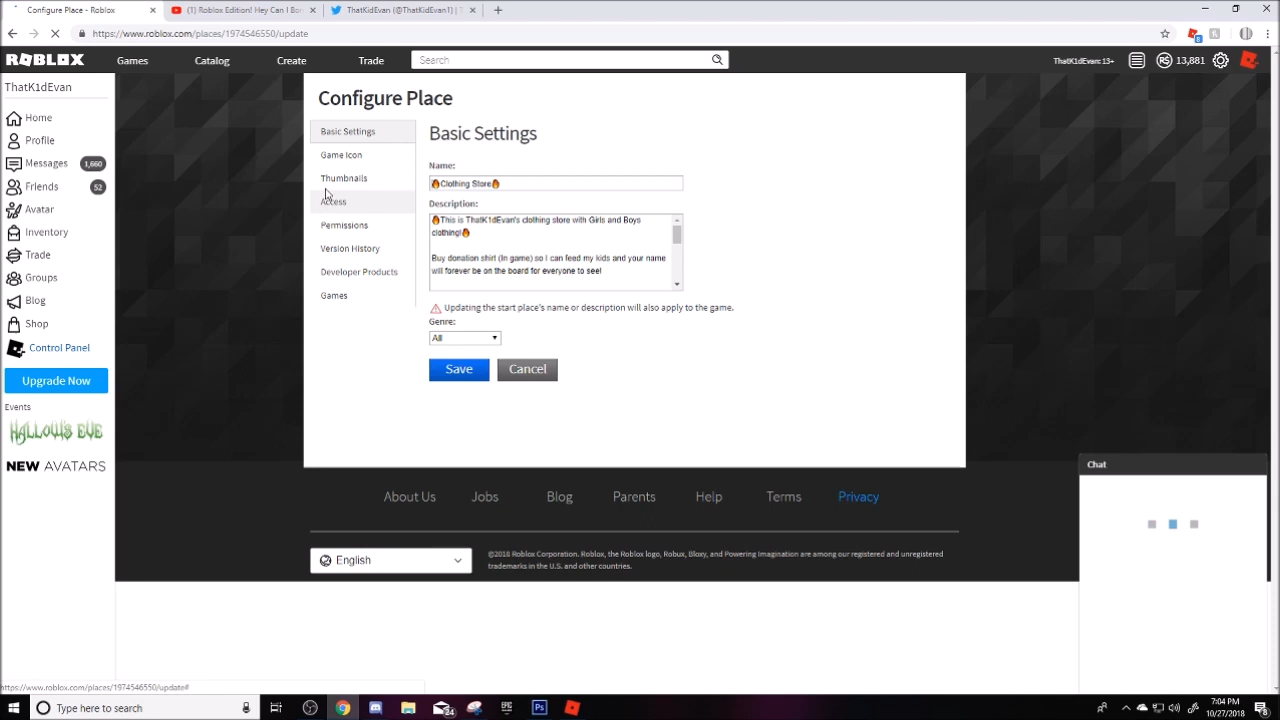 Configure Place - Roblox
(1) Roblox Edition! Hey Can I Bo
ThatKidEvan (@ThatKidEvan1) | T
https://www.roblox.com/places/1974546550/update
8
ROBLOX
Games
Catalog
Create
Trade
Search
ThatK1dEvan: 13+
13,881
ThatK1dEvan
Home
Profile
Messages 1,660
Friends 52
Avatar
Inventory
Trade
Groups
Blog
Shop
Control Panel
Upgrade Now
Events
HALLOW'S EVE
NEW AVATARS
Configure Place
Basic Settings
Game Icon
Thumbnails
Access
Permissions
Version History
Developer Products
Games
Basic Settings
Name:
🔥Clothing Store🔥
Description:
🔥This is ThatK1dEvan's clothing store with Girls and Boys
clothing!🔥
Buy donation shirt (In game) so I can feed my kids and your name
will forever be on the board for everyone to see!
Updating the start place's name or description will also apply to the game.
Genre:
All
Save
Cancel
Chat
About Us
Jobs
Blog
Parents
Help
Terms
Privacy
English
©2018 Roblox Corporation. Roblox, the Roblox logo, Robux, Bloxy, and Powering Imagination are among our registered and unregistered
trademarks in the U.S. and other countries.
https://www.roblox.com/places/1974546550/update#
Type here to search
EPIC
Ps
7:04 PM
10/27/2018